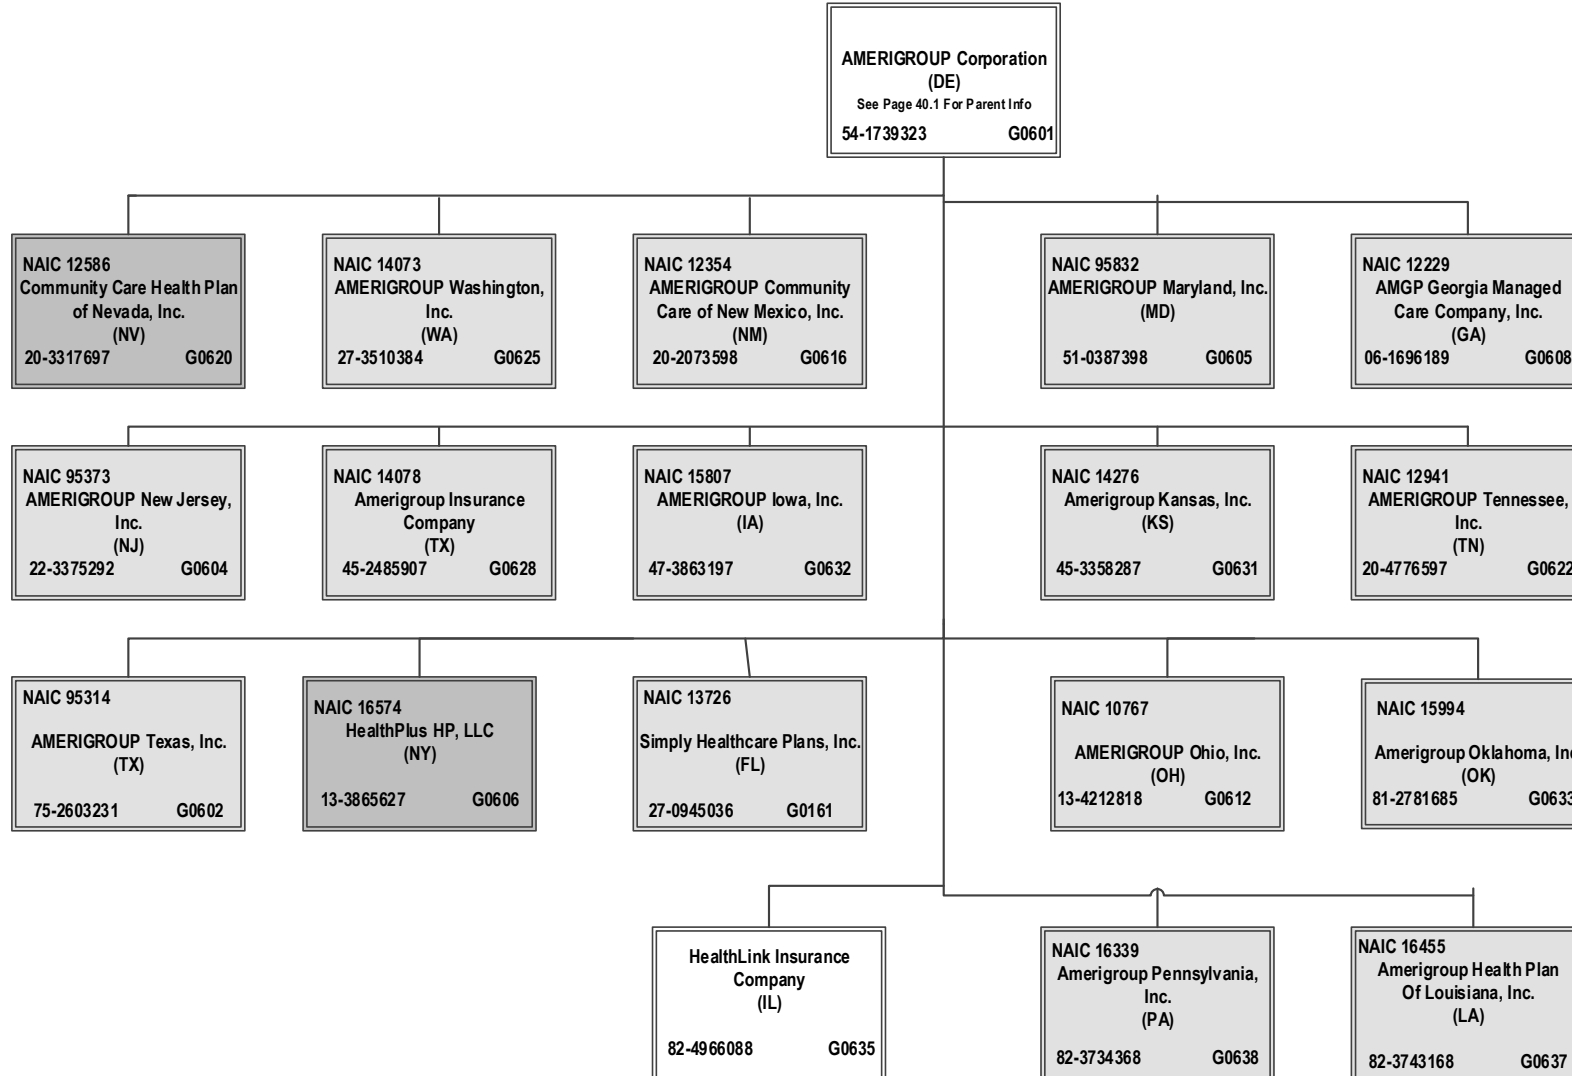 AMERIGROUP Corporation
(DE)
See Page 40.1 For Parent Info
54-1739323 G0601
NAIC 12586
Community Care Health Plan
of Nevada, Inc.
(NV)
20-3317697 G0620
NAIC 14073
AMERIGROUP Washington,
Inc.
(WA)
27-3510384 G0625
NAIC 12354
AMERIGROUP Community
Care of New Mexico, Inc.
(NM)
20-2073598 G0616
NAIC 95832
AMERIGROUP Maryland, Inc.
(MD)
51-0387398 G0605
NAIC 12229
AMGP Georgia Managed
Care Company, Inc.
(GA)
06-1696189 G0608
NAIC 95373
AMERIGROUP New Jersey,
Inc.
(NJ)
22-3375292 G0604
NAIC 14078
Amerigroup Insurance
Company
(TX)
45-2485907 G0628
NAIC 15807
AMERIGROUP Iowa, Inc.
(IA)
47-3863197 G0632
NAIC 14276
Amerigroup Kansas, Inc.
(KS)
45-3358287 G0631
NAIC 12941
AMERIGROUP Tennessee,
Inc.
(TN)
20-4776597 G0622
NAIC 95314
AMERIGROUP Texas, Inc.
(TX)
75-2603231 G0602
NAIC 16574
HealthPlus HP, LLC
(NY)
13-3865627 G0606
NAIC 13726
Simply Healthcare Plans, Inc.
(FL)
27-0945036 G0161
NAIC 10767
AMERIGROUP Ohio, Inc.
(OH)
13-4212818 G0612
NAIC 15994
Amerigroup Oklahoma, Inc
(OK)
81-2781685 G0633
HealthLink Insurance
Company
(IL)
82-4966088 G0635
NAIC 16339
Amerigroup Pennsylvania,
Inc.
(PA)
82-3734368 G0638
NAIC 16455
Amerigroup Health Plan
Of Louisiana, Inc.
(LA)
82-3743168 G0637